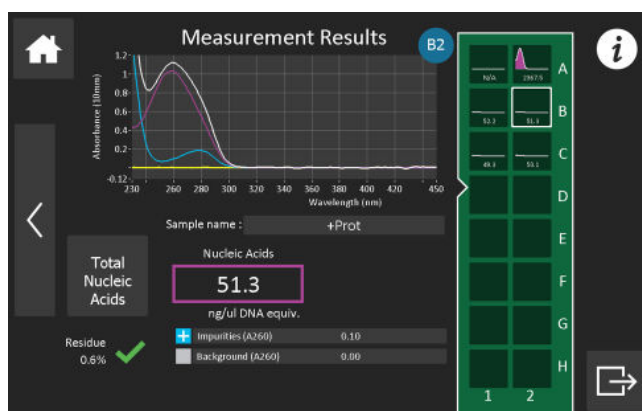 Measurement Results
B2
i
1.2
1
0.8
0.6
0.4
0.2
-0.12
Absorbance (10mm)
230 260 280 300 320 340 360 380 400 420 450
Wavelength (nm)
Sample name : +Prot
Total
Nucleic
Acids
Nucleic Acids
51.3
ng/ul DNA equiv.
Residue
0.6%
Impurities (A260) 0.10
Background (A260) 0.00
N/A 2367.5 A
52.2 51.3 B
49.3 53.1 C
D
E
F
G
H
1 2